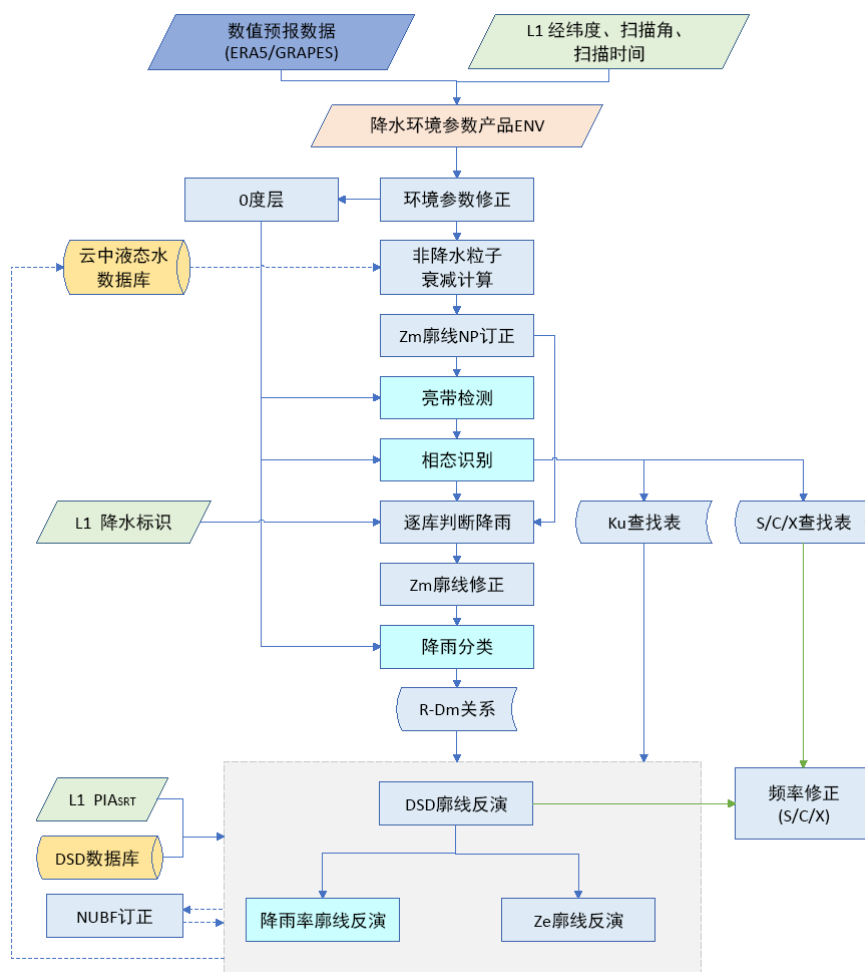 数值预报数据
(ERA5/GRAPES)
L1 经纬度、扫描角、
扫描时间
降水环境参数产品ENV
0度层
环境参数修正
云中液态水
数据库
非降水粒子
衰减计算
Zm廓线NP订正
亮带检测
相态识别
L1 降水标识
逐库判断降雨
Ku查找表
S/C/X查找表
Zm廓线修正
降雨分类
R-Dm关系
L1 PIASRT
DSD廓线反演
频率修正
(S/C/X)
DSD数据库
NUBF订正
降雨率廓线反演
Ze廓线反演